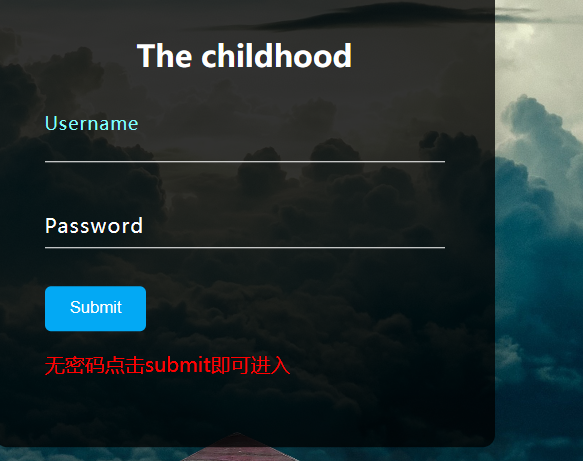 The childhood
Username
Password
Submit
无密码点击submit即可进入